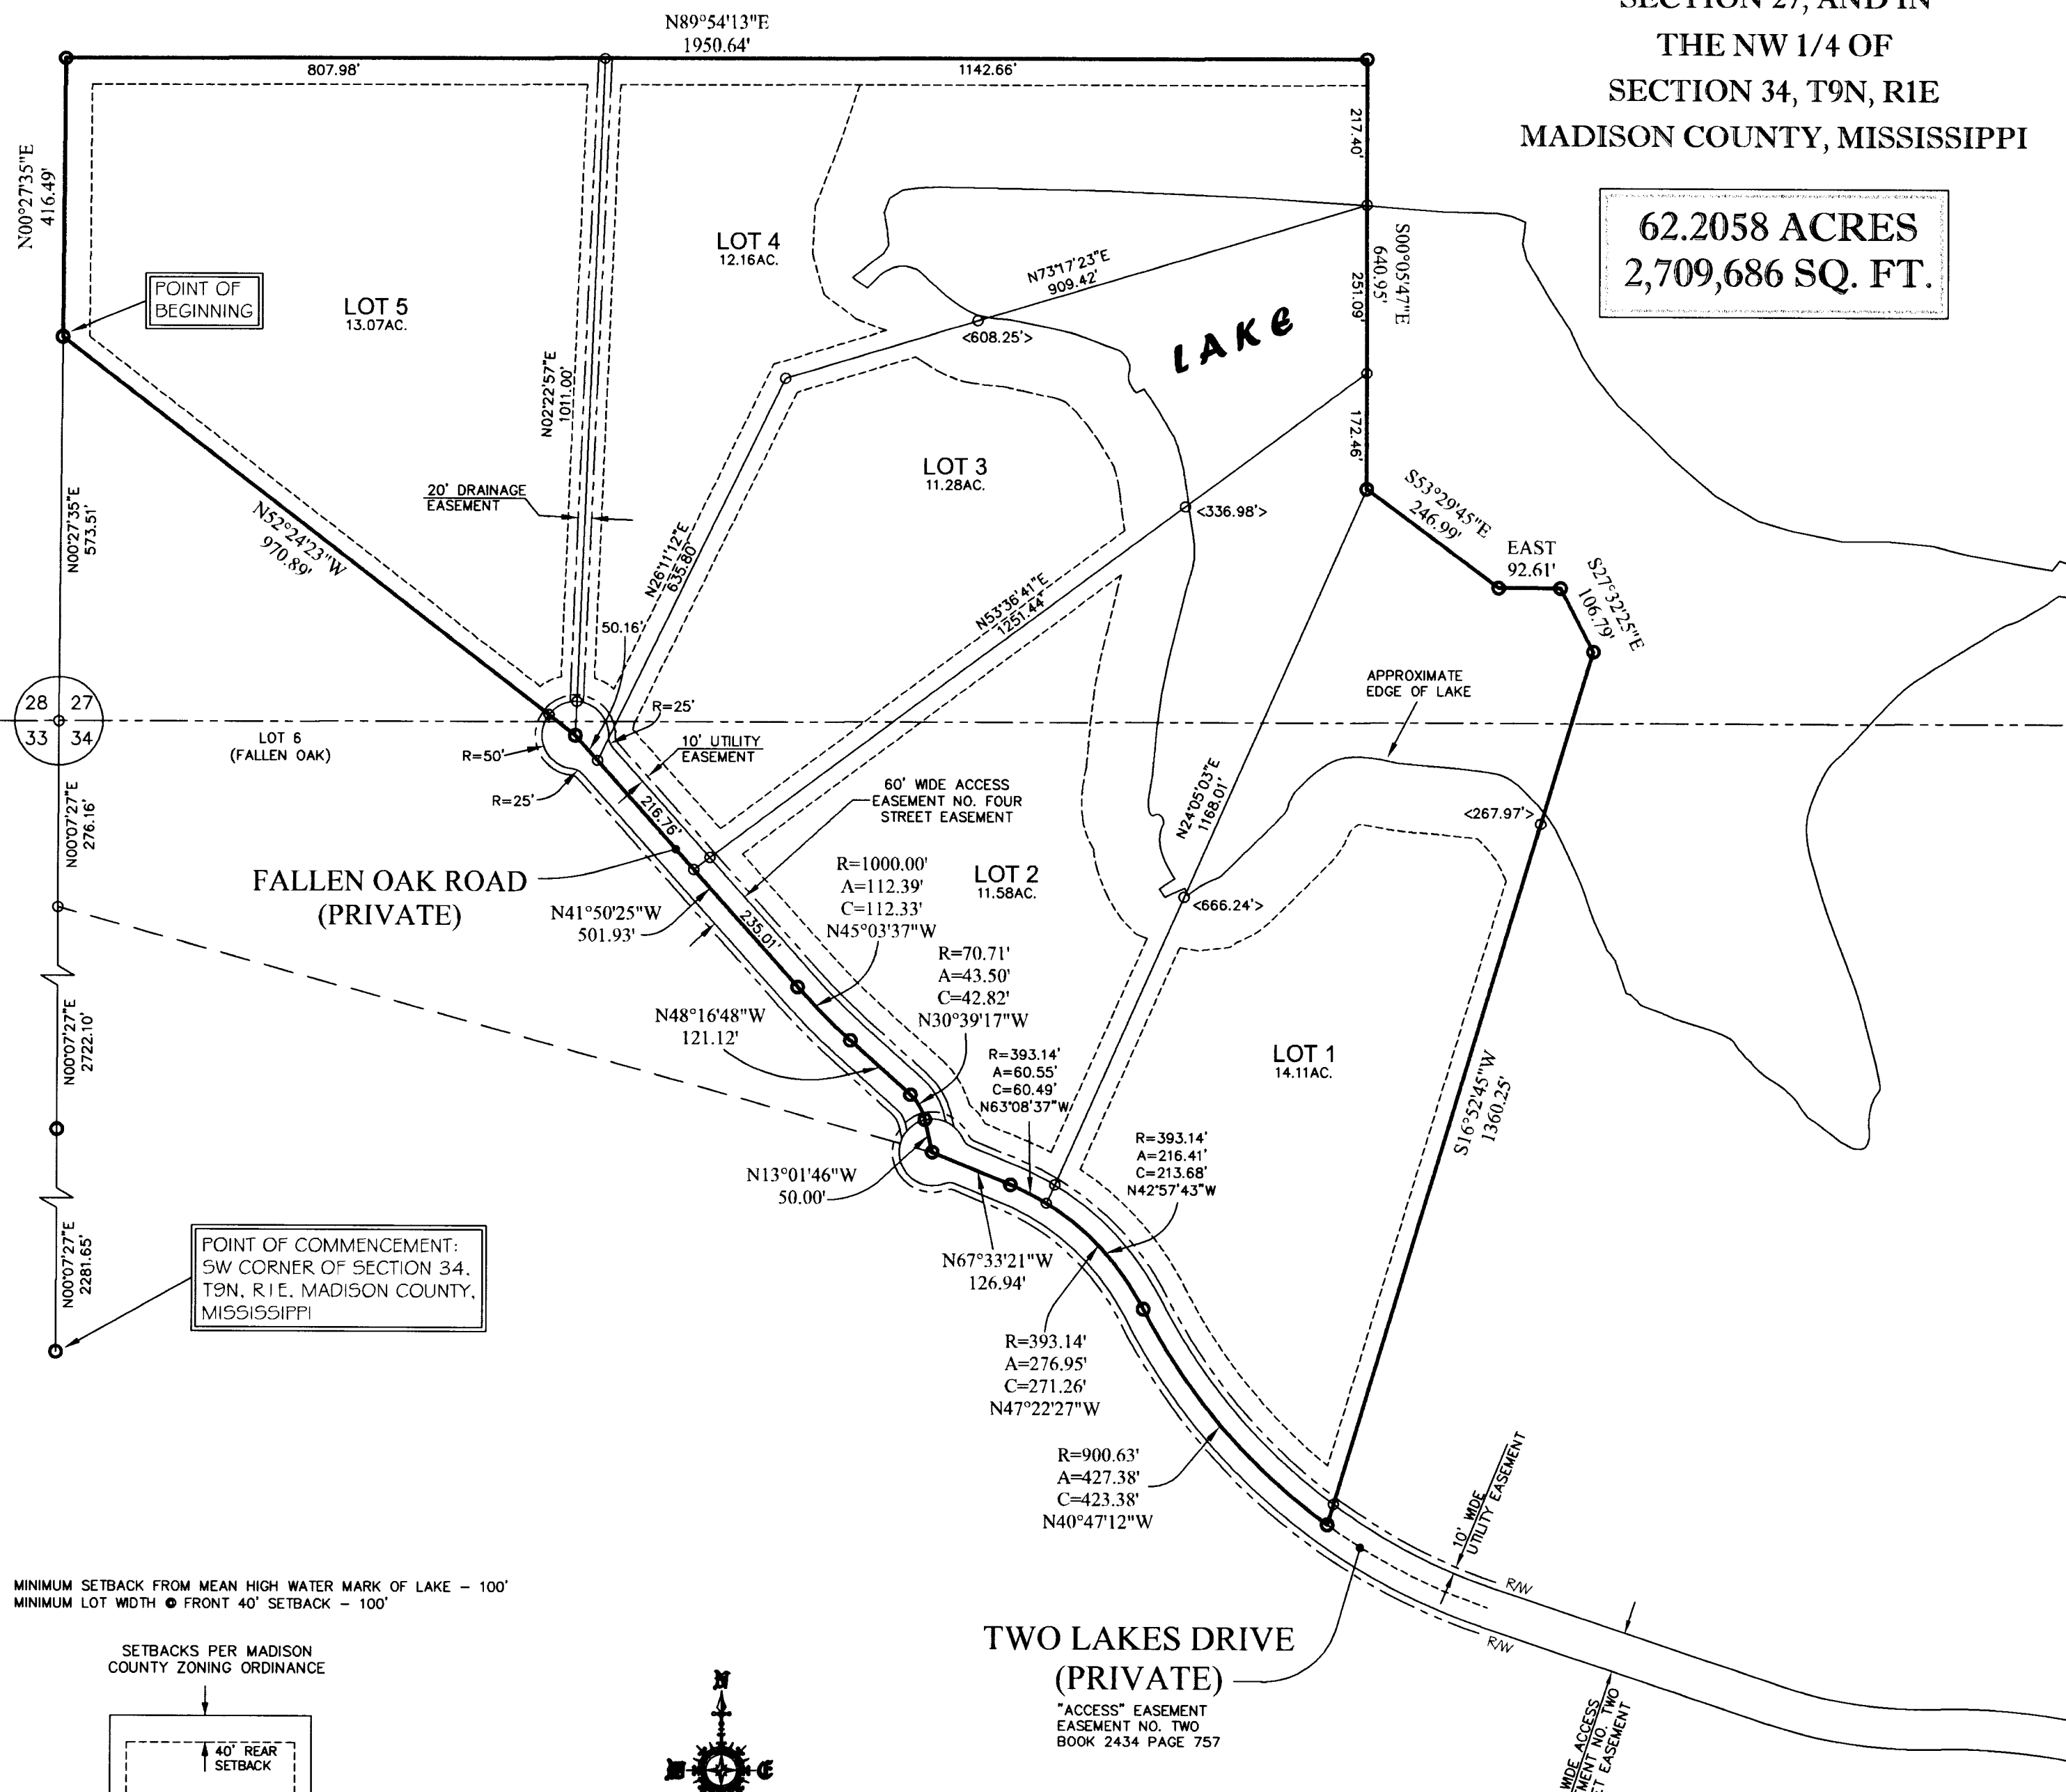 N89°54'13"E
1950.64'
807.98'
1142.66'
SECTION 27, AND IN
THE NW 1/4 OF
SECTION 34, T9N, R1E
MADISON COUNTY, MISSISSIPPI
62.2058 ACRES
2,709,686 SQ. FT.
N00°27'35"E
416.49'
POINT OF
BEGINNING
LOT 5
13.07AC.
LOT 4
12.16AC.
217.40'
S00°05'47"E
640.95'
251.09'
172.46'
N73°17'23"E
909.42'
<608.25'>
LAKE
N02°22'57"E
1011.00'
20' DRAINAGE
EASEMENT
LOT 3
11.28AC.
<336.98'>
S53°29'45"E
246.99'
EAST
92.61'
S27°32'25"E
106.79'
N00°27'35"E
573.51'
N52°24'23"W
970.89'
N26°11'12"E
635.80'
50.16'
N53°36'41"E
1251.44'
APPROXIMATE
EDGE OF LAKE
28 27
33 34
LOT 6
(FALLEN OAK)
R=50'
R=25'
R=25'
10' UTILITY
EASEMENT
60' WIDE ACCESS
EASEMENT NO. FOUR
STREET EASEMENT
216.76'
N24°05'03"E
1168.01'
<267.97'>
N00°07'27"E
276.16'
FALLEN OAK ROAD
(PRIVATE)
N41°50'25"W
501.93'
235.01'
R=1000.00'
A=112.39'
C=112.33'
N45°03'37"W
LOT 2
11.58AC.
<666.24'>
R=70.71'
A=43.50'
C=42.82'
N30°39'17"W
N48°16'48"W
121.12'
R=393.14'
A=60.55'
C=60.49'
N63°08'37"W
LOT 1
14.11AC.
N00°07'27"E
2722.10'
S16°52'45"W
1360.25'
R=393.14'
A=216.41'
C=213.68'
N42°57'43"W
N13°01'46"W
50.00'
N67°33'21"W
126.94'
N00°07'27"E
2281.65'
POINT OF COMMENCEMENT:
SW CORNER OF SECTION 34,
T9N, R1E, MADISON COUNTY,
MISSISSIPPI
R=393.14'
A=276.95'
C=271.26'
N47°22'27"W
R=900.63'
A=427.38'
C=423.38'
N40°47'12"W
10' WIDE
UTILITY EASEMENT
R/W
R/W
MINIMUM SETBACK FROM MEAN HIGH WATER MARK OF LAKE - 100'
MINIMUM LOT WIDTH @ FRONT 40' SETBACK - 100'
SETBACKS PER MADISON
COUNTY ZONING ORDINANCE
40' REAR
SETBACK
N
E
TWO LAKES DRIVE
(PRIVATE)
"ACCESS" EASEMENT
EASEMENT NO. TWO
BOOK 2434 PAGE 757
WIDE ACCESS
MENT NO. TWO
ET EASEMENT